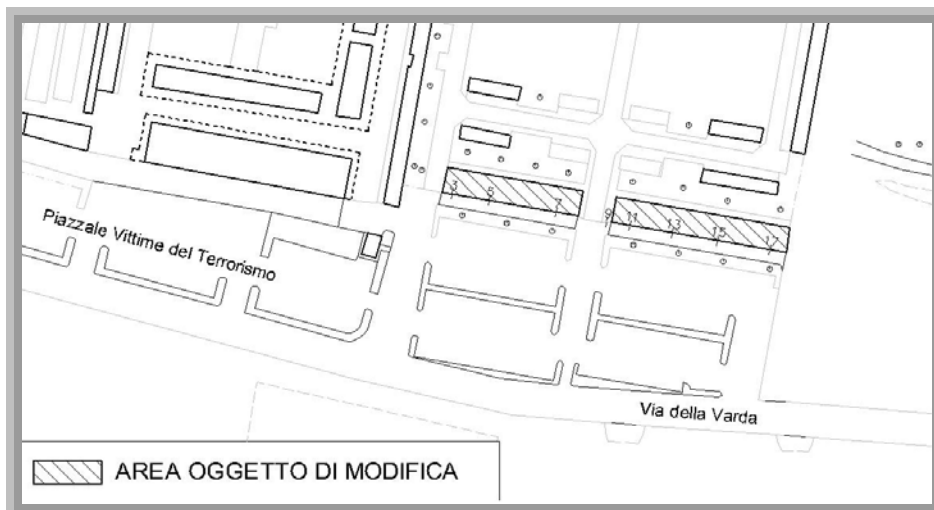 3 5 7
9 11 13 15 17
Piazzale Vittime del Terrorismo
Via della Varda
AREA OGGETTO DI MODIFICA